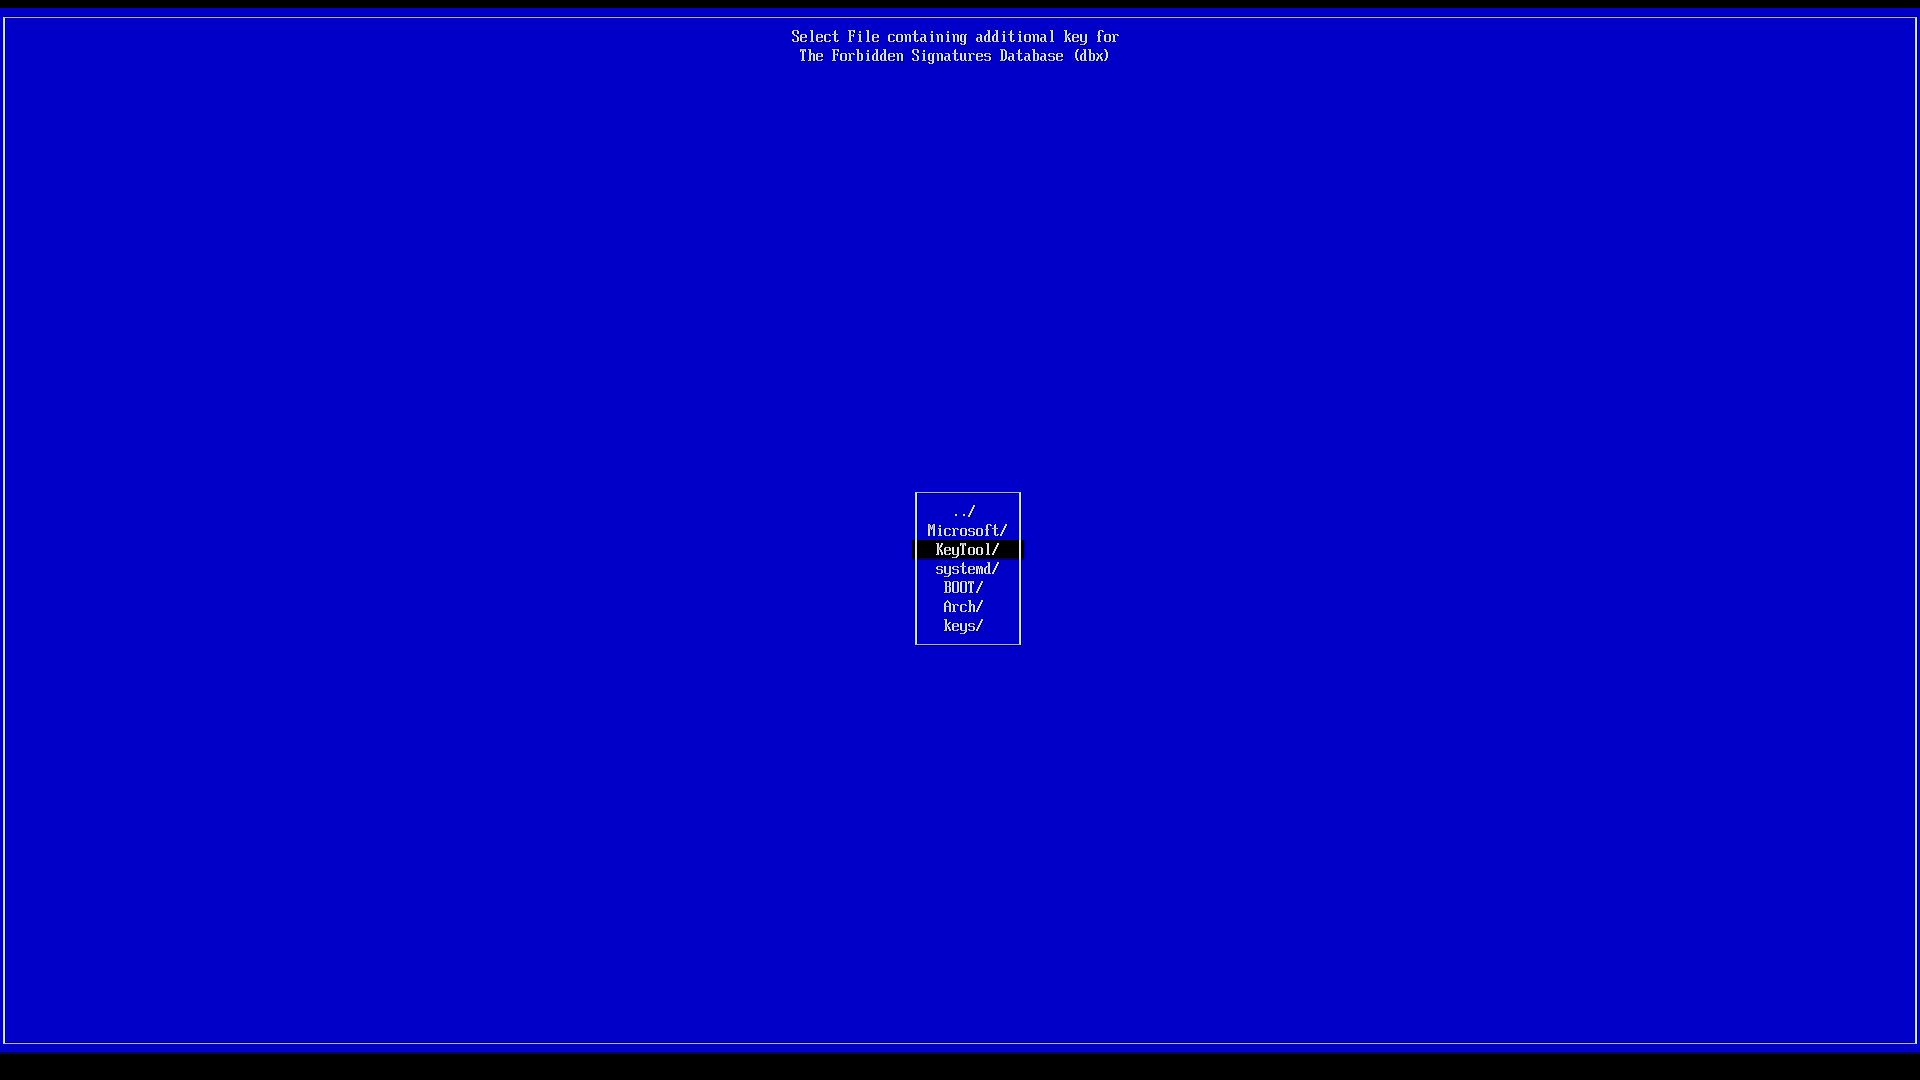 Select File containing additional key for
The Forbidden Signatures Database (dbx)
../
Microsoft/
KeyTool/
systemd/
BOOT/
Arch/
keys/